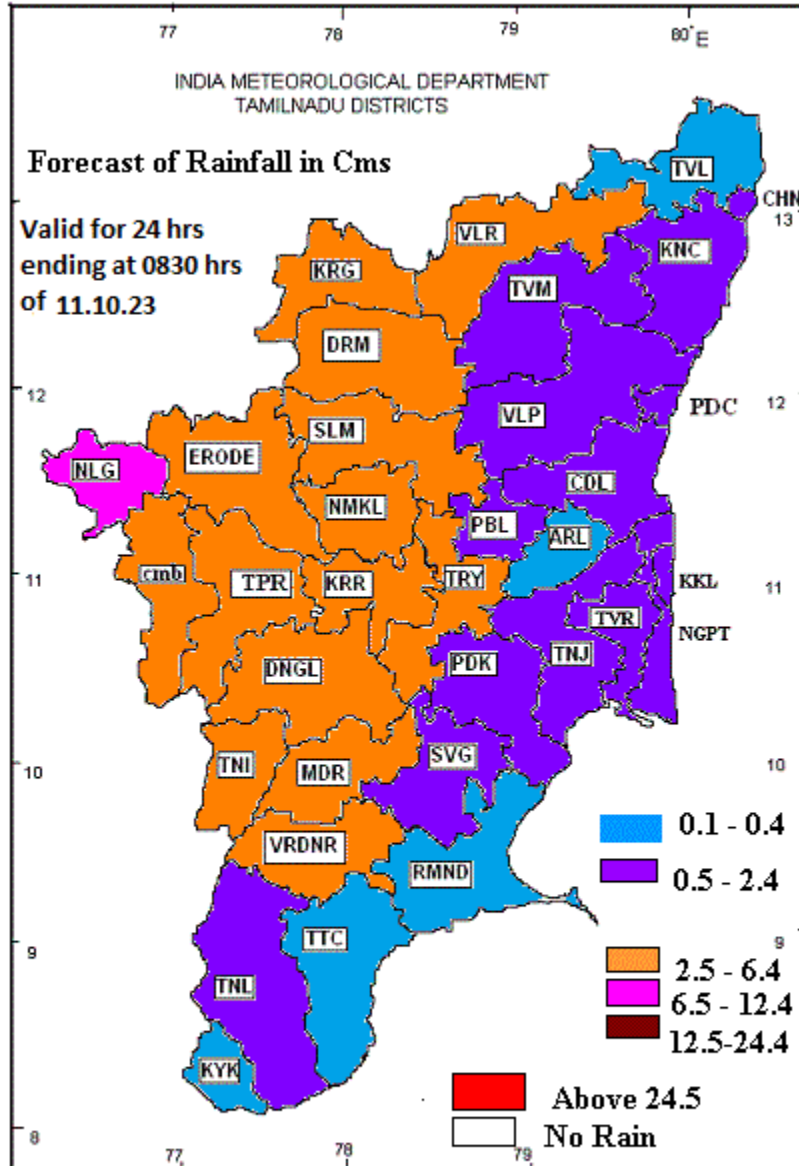 77 78 79 80°E
INDIA METEOROLOGICAL DEPARTMENT
TAMILNADU DISTRICTS
Forecast of Rainfall in Cms
Valid for 24 hrs
ending at 0830 hrs
of 11.10.23
TVL
CHN
13
VLR
KNC
KRG
TVM
DRM
12
12
PDC
VLP
SLM
ERODE
NLG
CDL
NMKL
PBL
ARL
11
11
cmb
TPR
KRR
TRY
KKL
TVR
NGPT
TNJ
PDK
DNGL
SVG
10
10
TNI
MDR
0.1 - 0.4
VRDNR
RMND
0.5 - 2.4
9
9
TTC
2.5 - 6.4
TNL
6.5 - 12.4
12.5-24.4
KYK
Above 24.5
8
No Rain
77 78 79